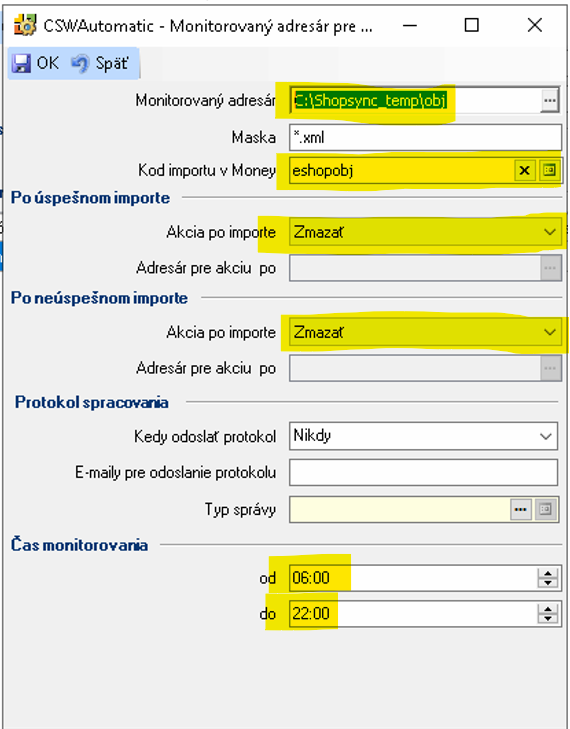 CSWAutomatic - Monitorovaný adresár pre ...
OK Späť
Monitorovaný adresár C:\Shopsync_temp\obj ...
Maska *.xml
Kod importu v Money eshopobj
Po úspešnom importe
Akcia po importe Zmazať
Adresár pre akciu po ...
Po neúspešnom importe
Akcia po importe Zmazať
Adresár pre akciu po ...
Protokol spracovania
Kedy odoslať protokol Nikdy
E-maily pre odoslanie protokolu
Typ správy ...
Čas monitorovania
od 06:00
do 22:00